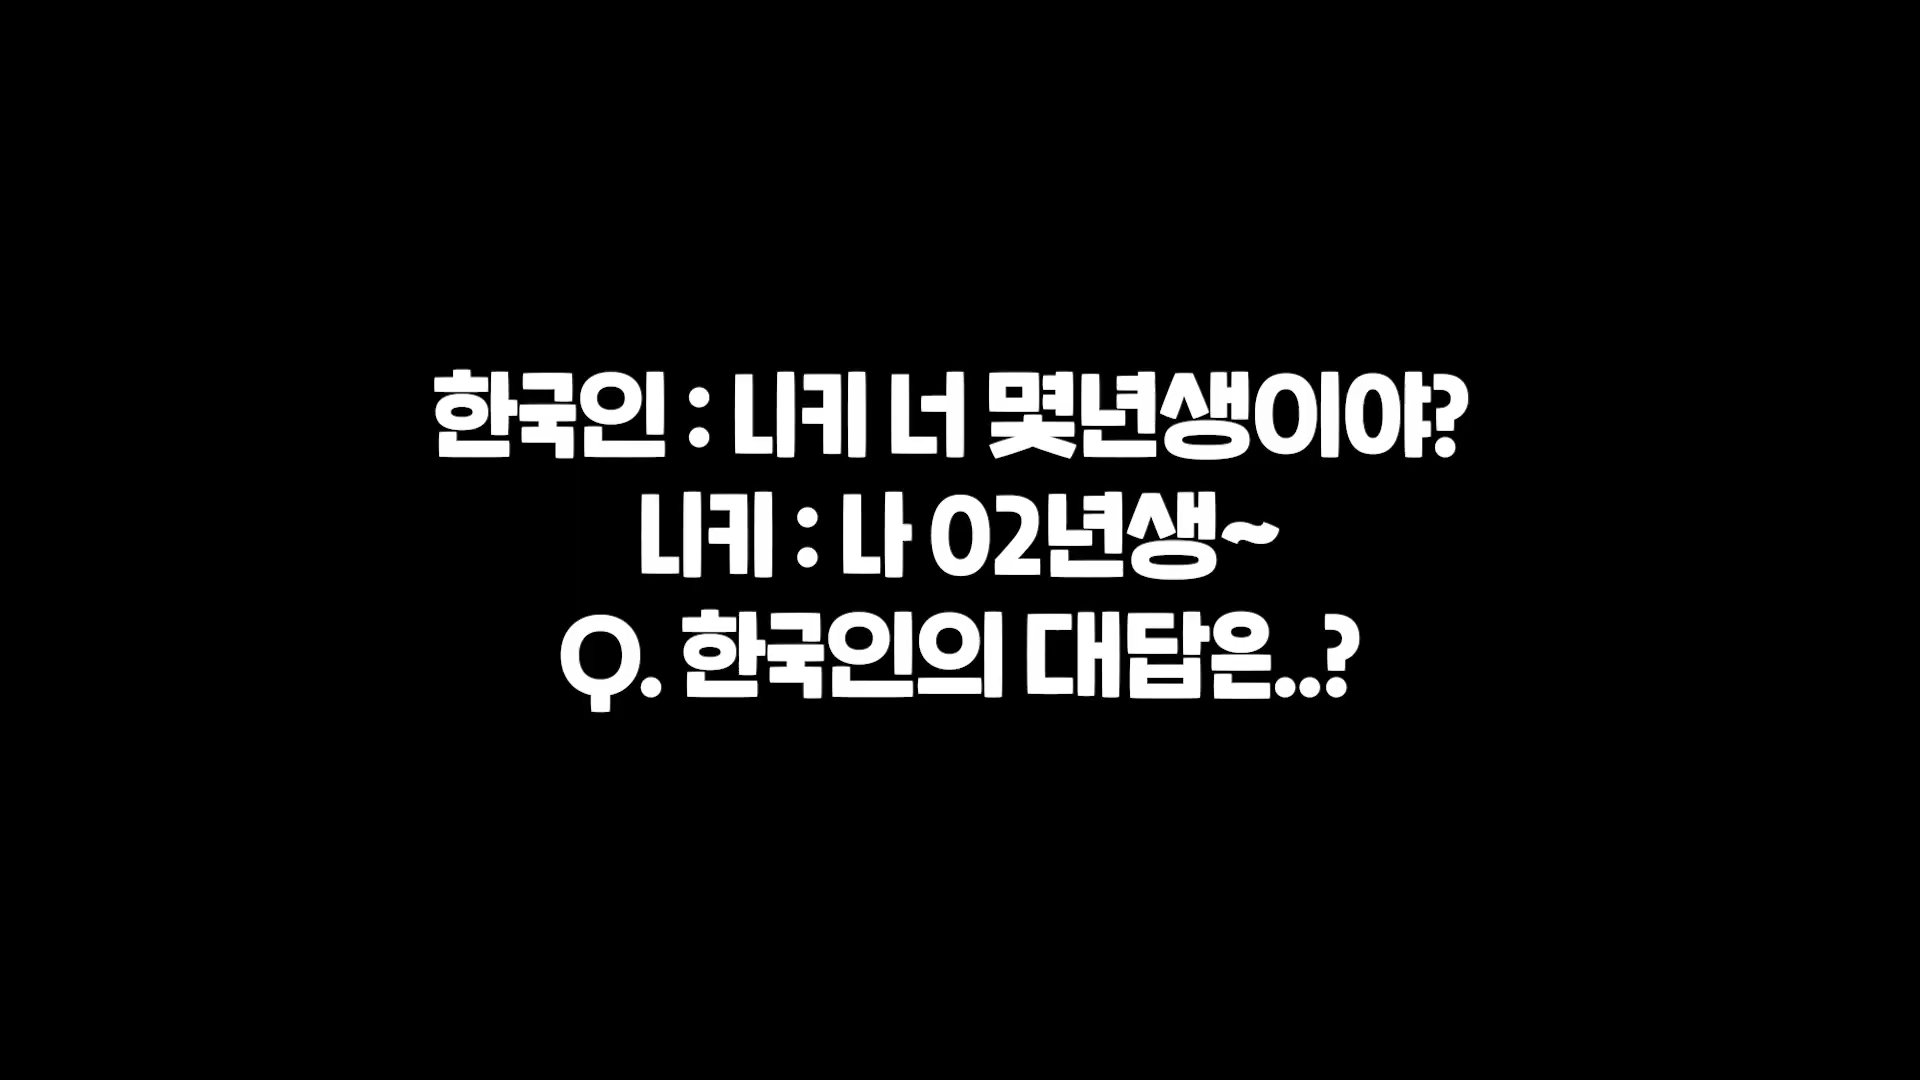 한국인 : 니키 너 몇년생이야?
니키 : 나 02년생~
Q. 한국인의 대답은..?